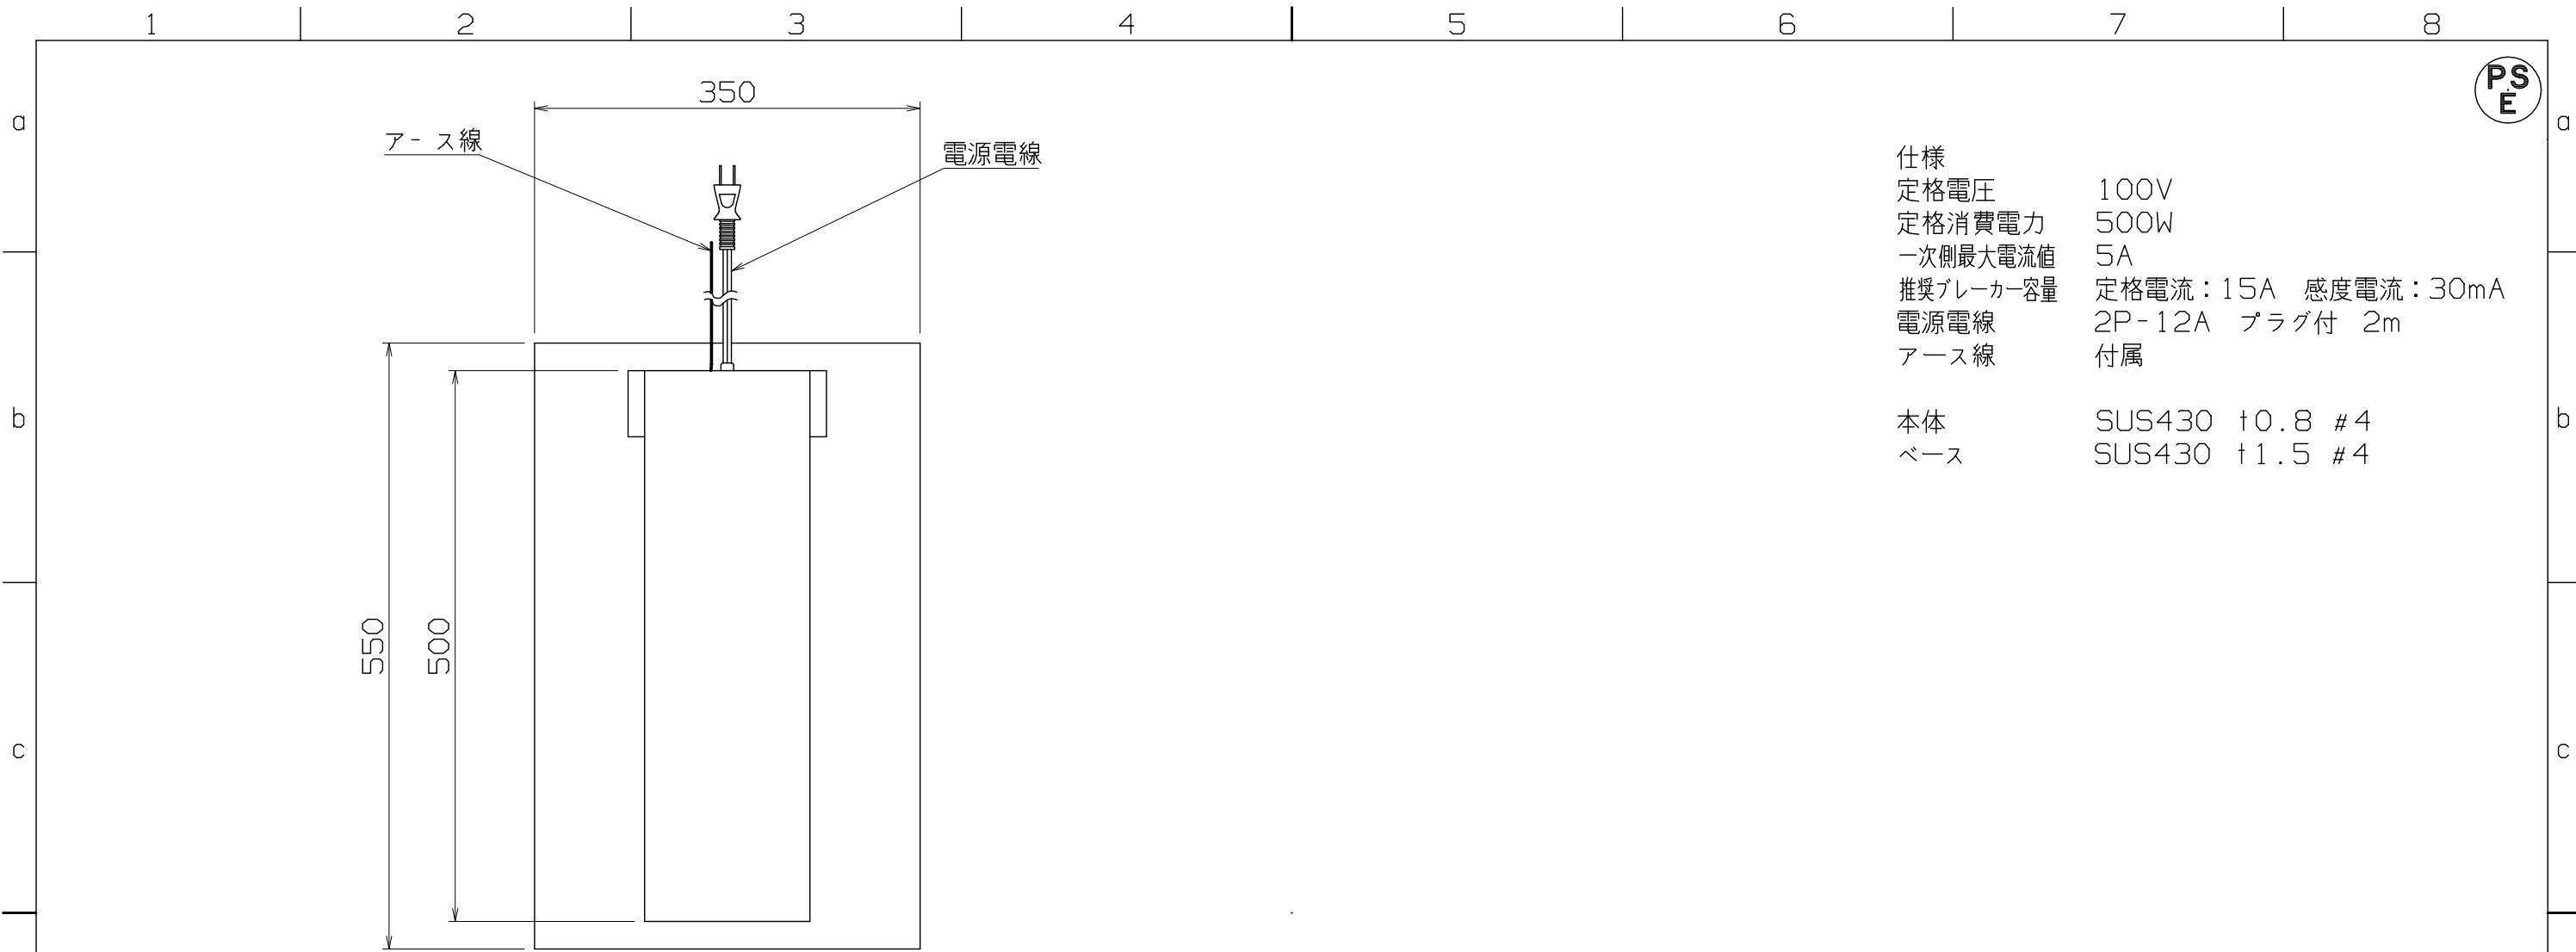 1 2 3 4 5 6 7 8
PS
E
a a
350
アース線
電源電線
仕様
定格電圧 100V
定格消費電力 500W
一次側最大電流値 5A
推奨ブレーカー容量 定格電流:15A 感度電流:30mA
電源電線 2P-12A プラグ付 2m
アース線 付属
b b
本体 SUS430 t0.8 #4
ベース SUS430 t1.5 #4
550
500
c c